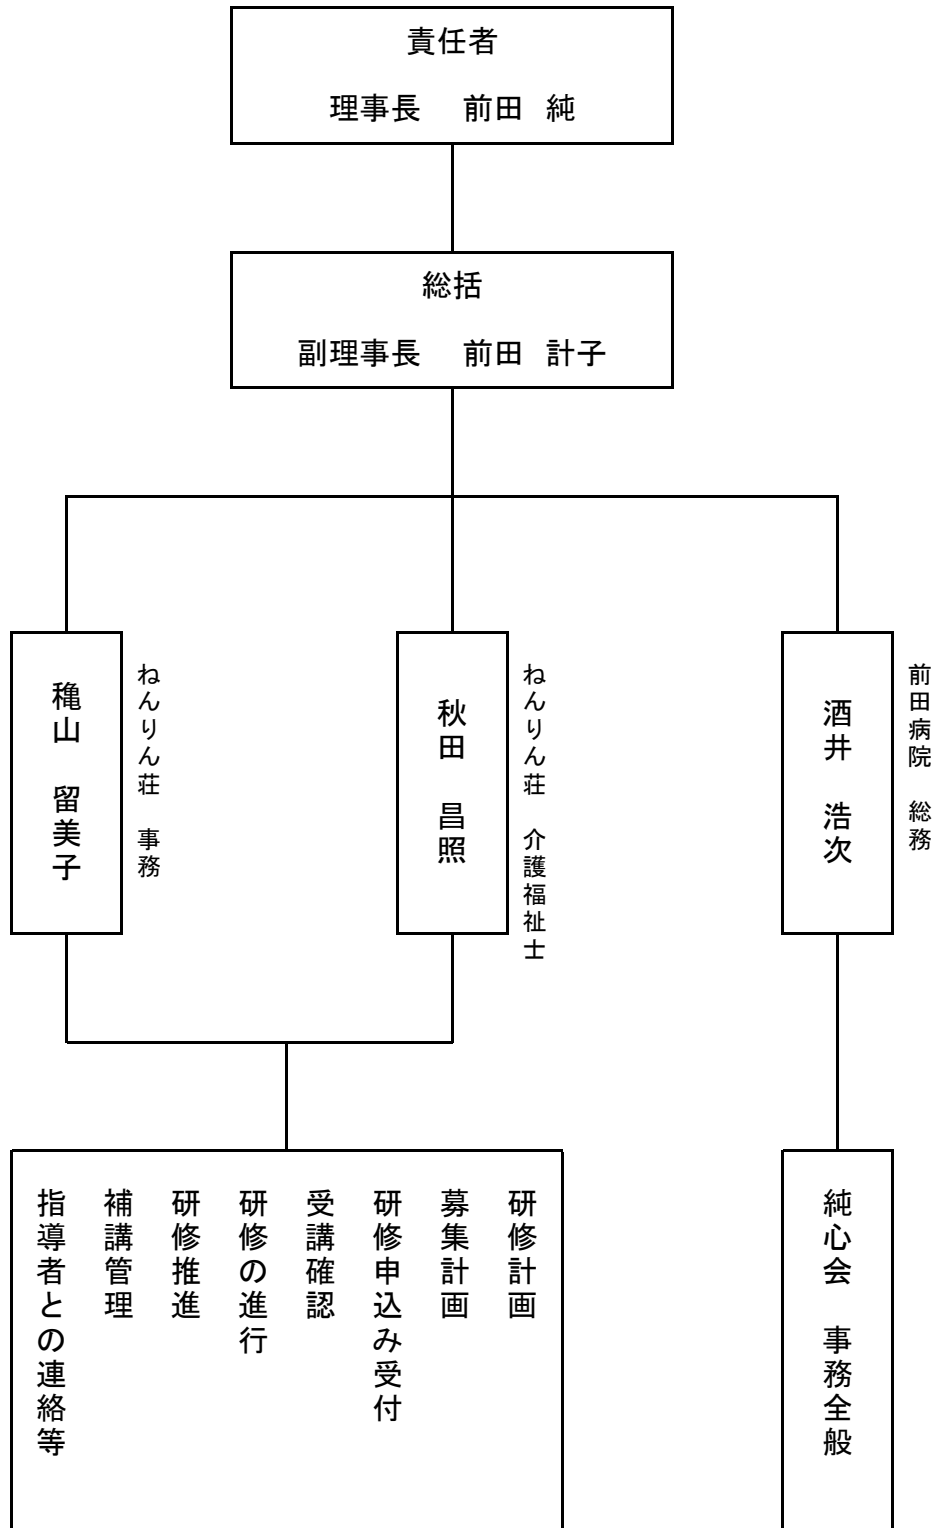 責任者
理事長　前田　純
総括
副理事長　前田　計子
前田病院　総務
酒井　浩次
ねんりん荘　介護福祉士
秋田　昌照
ねんりん荘　事務
穐山　留美子
純心会　事務全般
研修計画
募集計画
研修申込み受付
受講確認
研修の進行
研修推進
補講管理
指導者との連絡等